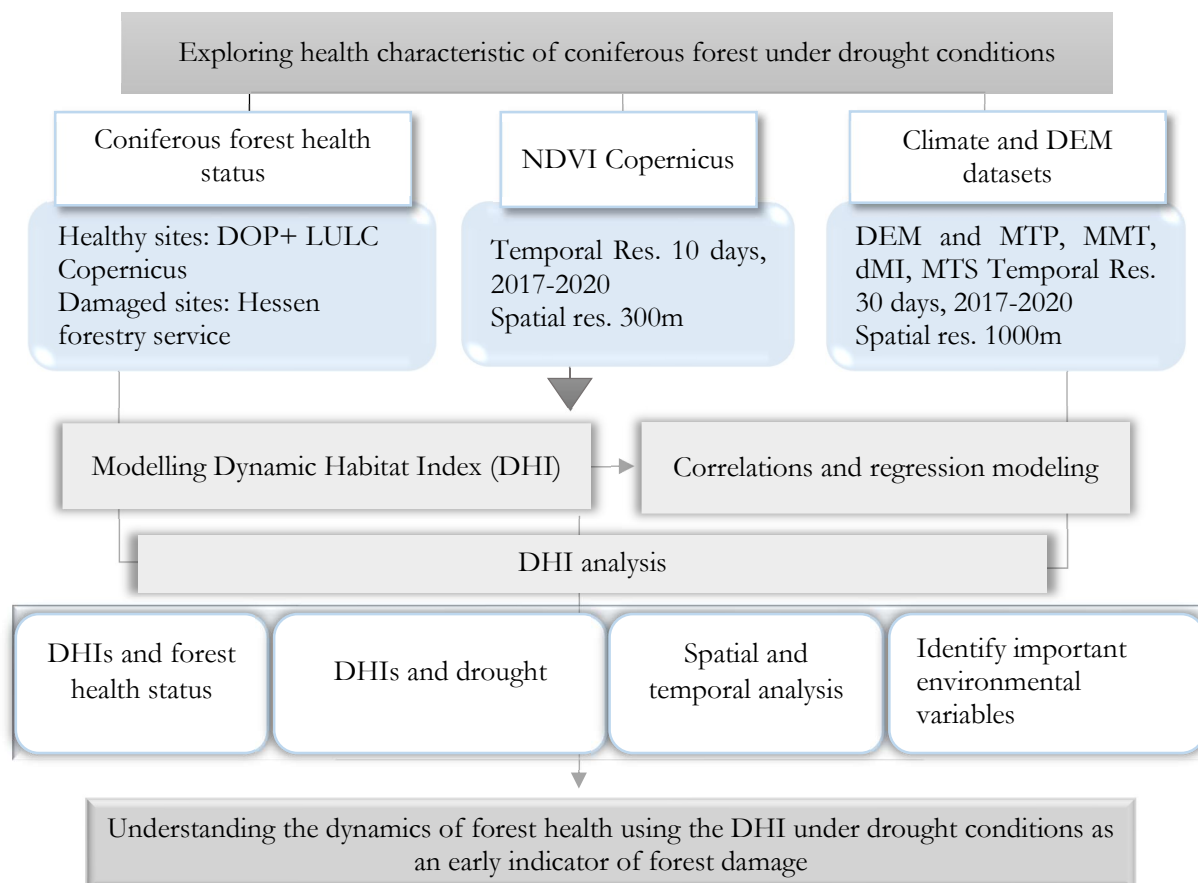 Exploring health characteristic of coniferous forest under drought conditions
Coniferous forest health
status
NDVI Copernicus
Climate and DEM
datasets
Healthy sites: DOP+ LULC
Copernicus
Damaged sites: Hessen
forestry service
Temporal Res. 10 days,
2017-2020
Spatial res. 300m
DEM and MTP, MMT,
dMI, MTS Temporal Res.
30 days, 2017-2020
Spatial res. 1000m
Modelling Dynamic Habitat Index (DHI)
Correlations and regression modeling
DHI analysis
DHIs and forest
health status
DHIs and drought
Spatial and
temporal analysis
Identify important
environmental
variables
Understanding the dynamics of forest health using the DHI under drought conditions as
an early indicator of forest damage